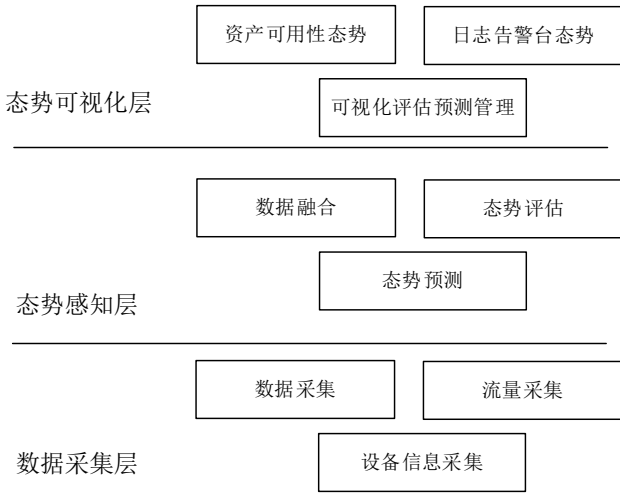 资产可用性态势
日志告警台态势
态势可视化层
可视化评估预测管理
数据融合
态势评估
态势预测
态势感知层
数据采集
流量采集
数据采集层
设备信息采集